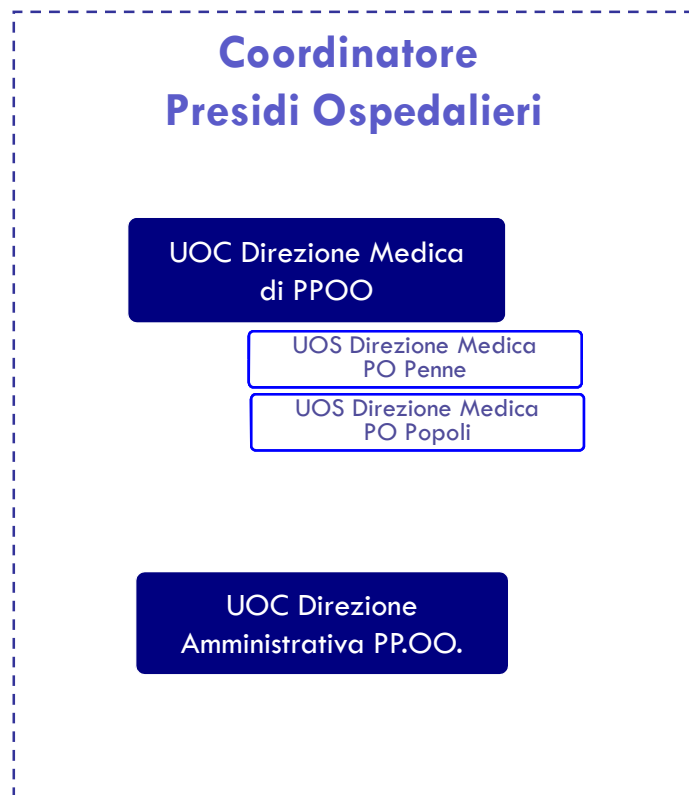 Coordinatore
Presidi Ospedalieri
UOC Direzione Medica
di PPOO
UOS Direzione Medica
PO Penne
UOS Direzione Medica
PO Popoli
UOC Direzione
Amministrativa PP.OO.